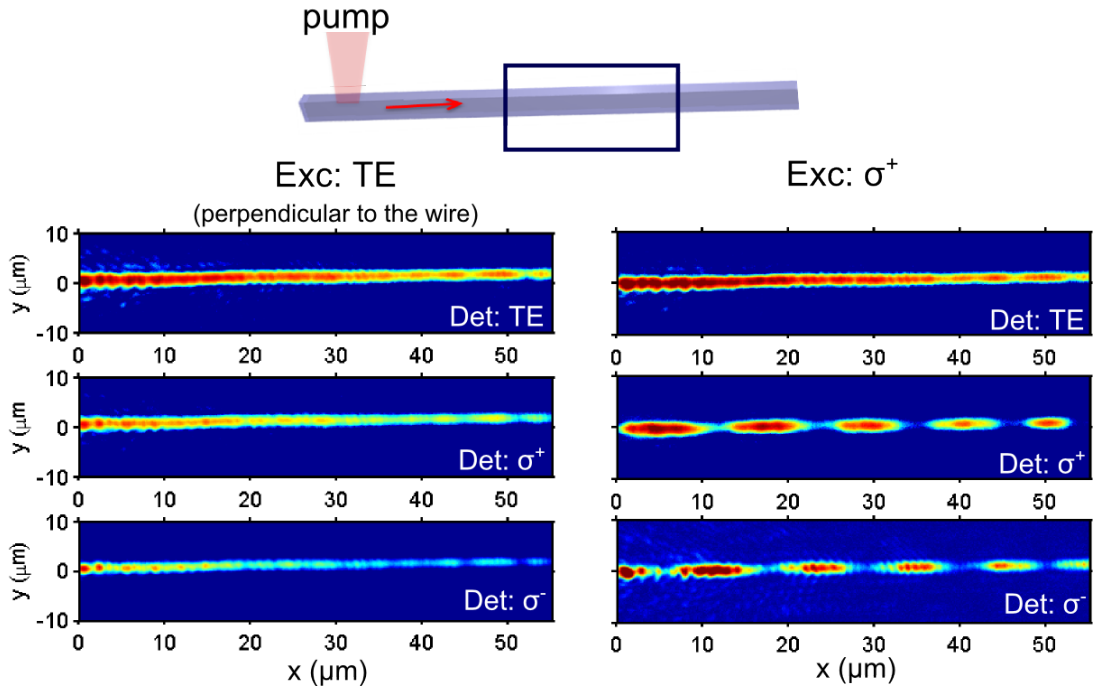 pump
Exc: TE
(perpendicular to the wire)
Exc: σ⁺
10
0
-10
y (μm)
Det: TE
0 10 20 30 40 50
Det: TE
0 10 20 30 40 50
10
0
-10
y (μm
Det: σ⁺
0 10 20 30 40 50
Det: σ⁺
0 10 20 30 40 50
10
0
-10
y (μm)
Det: σ⁻
0 10 20 30 40 50
x (μm)
Det: σ⁻
0 10 20 30 40 50
x (μm)